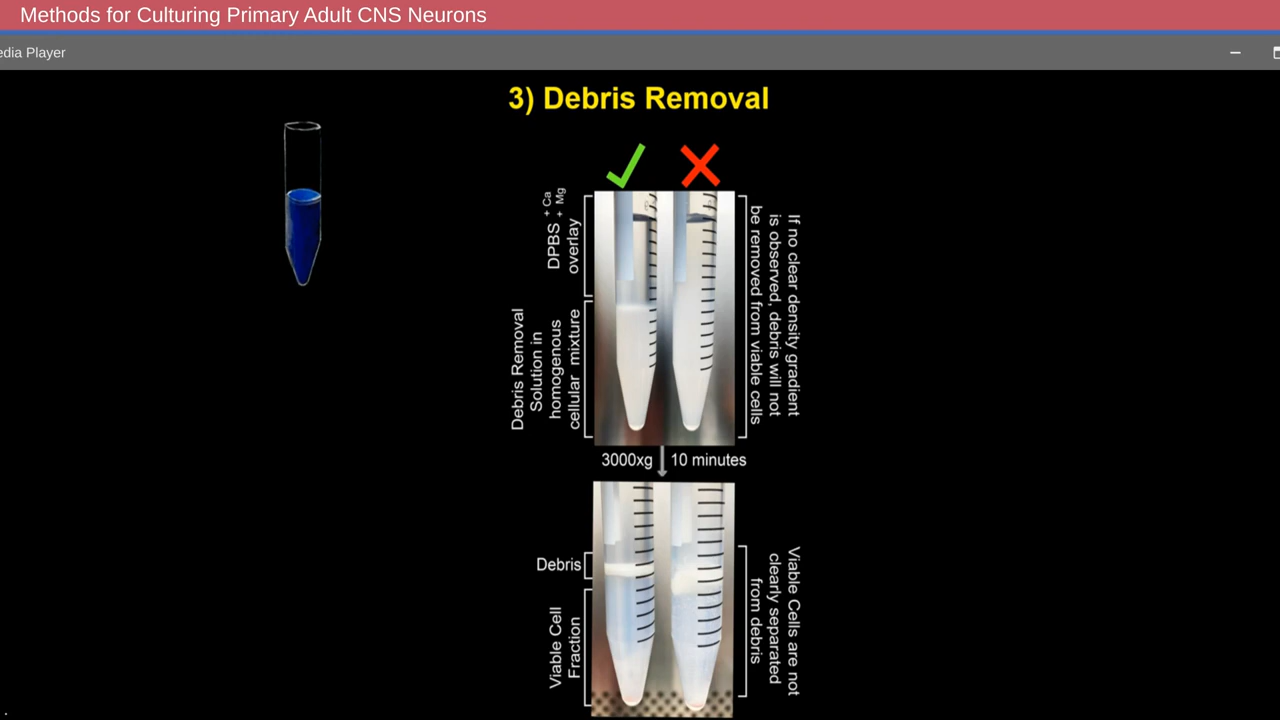 Methods for Culturing Primary Adult CNS Neurons
edia Player
3) Debris Removal
DPBS + Ca + Mg
overlay
Debris Removal
Solution in
homogenous
cellular mixture
If no clear density gradient
is observed, debris will not
be removed from viable cells
3000xg
10 minutes
Debris
Viable Cell
Fraction
Viable Cells are not
clearly separated
from debris